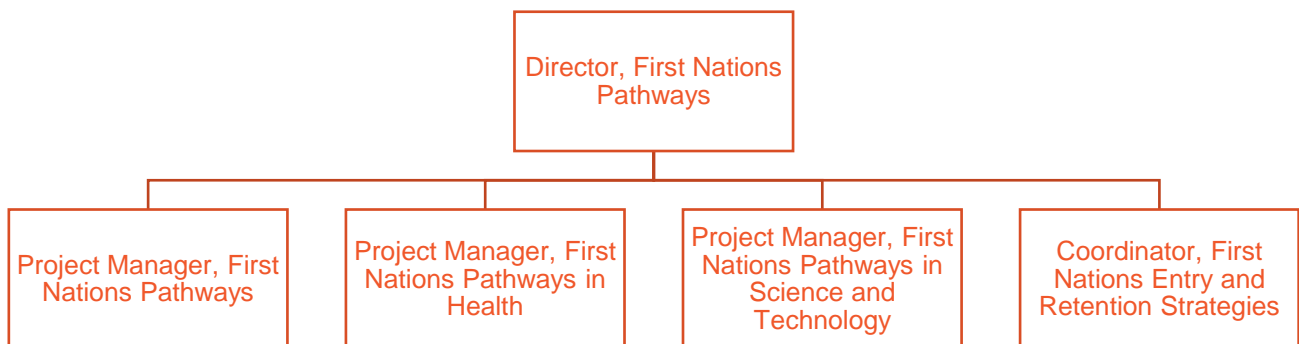 Director, First Nations
Pathways
Project Manager, First
Nations Pathways
Project Manager, First
Nations Pathways in
Health
Project Manager, First
Nations Pathways in
Science and
Technology
Coordinator, First
Nations Entry and
Retention Strategies